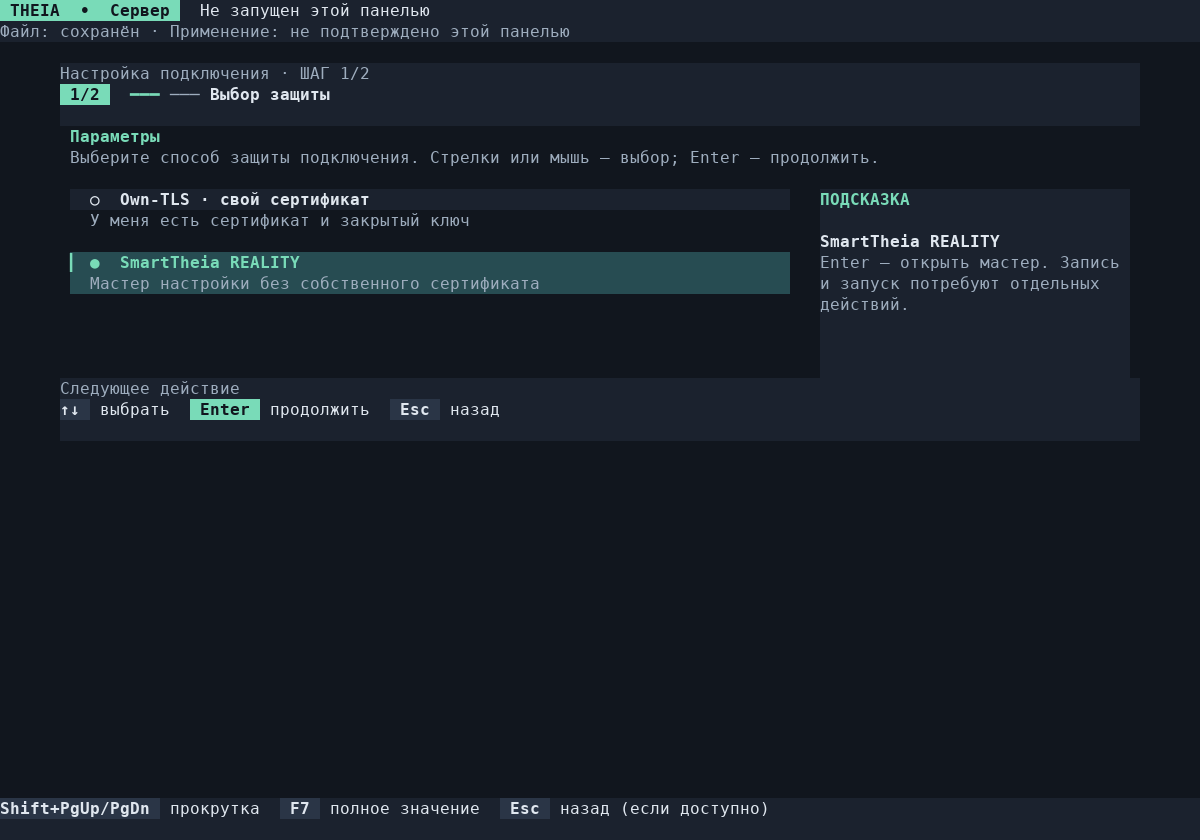 THEIA • Сервер Не запущен этой панелью
Файл: сохранён · Применение: не подтверждено этой панелью
Настройка подключения · ШАГ 1/2
1/2 ━━━ ─── Выбор защиты
Параметры
Выберите способ защиты подключения. Стрелки или мышь — выбор; Enter — продолжить.
○ Own-TLS · свой сертификат
У меня есть сертификат и закрытый ключ
● SmartTheia REALITY
Мастер настройки без собственного сертификата
ПОДСКАЗКА
SmartTheia REALITY
Enter — открыть мастер. Запись
и запуск потребуют отдельных
действий.
Следующее действие
↑↓ выбрать Enter продолжить Esc назад
Shift+PgUp/PgDn прокрутка F7 полное значение Esc назад (если доступно)